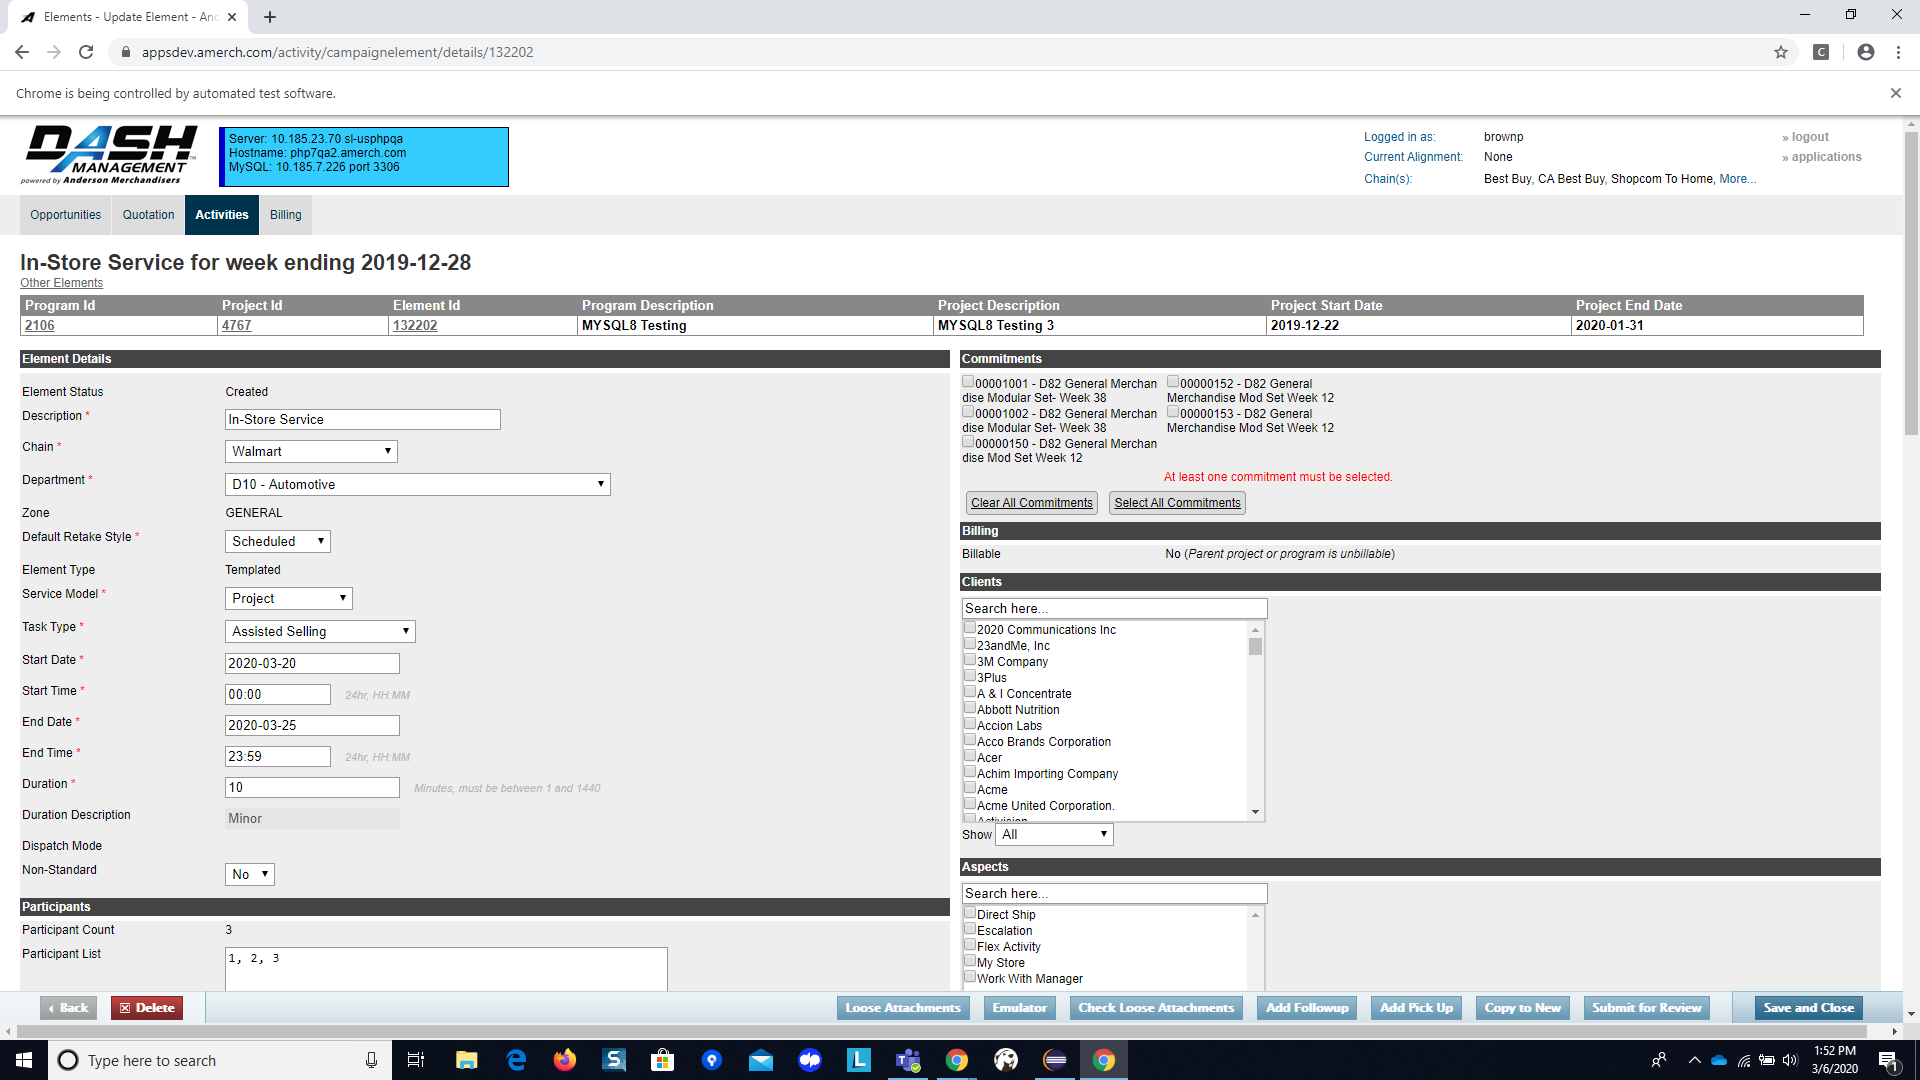 Elements - Update Element - An
appsdev.amerch.com/activity/campaignelement/details/132202
C
Chrome is being controlled by automated test software.
DASH
MANAGEMENT
powered by Anderson Merchandisers
Server: 10.185.23.70 sl-usphpqa
Hostname: php7qa2.amerch.com
MySQL: 10.185.7.226 port 3306
Logged in as: brownp » logout
Current Alignment: None » applications
Chain(s): Best Buy, CA Best Buy, Shopcom To Home, More...
Opportunities Quotation Activities Billing
In-Store Service for week ending 2019-12-28
Other Elements
Program Id Project Id Element Id Program Description Project Description Project Start Date Project End Date
2106 4767 132202 MYSQL8 Testing MYSQL8 Testing 3 2019-12-22 2020-01-31
Element Details
Element Status Created
Description * In-Store Service
Chain * Walmart
Department * D10 - Automotive
Zone GENERAL
Default Retake Style * Scheduled
Element Type Templated
Service Model * Project
Task Type * Assisted Selling
Start Date * 2020-03-20
Start Time * 00:00 24hr, HH:MM
End Date * 2020-03-25
End Time * 23:59 24hr, HH:MM
Duration * 10 Minutes, must be between 1 and 1440
Duration Description Minor
Dispatch Mode
Non-Standard No
Participants
Participant Count 3
Participant List 1, 2, 3
Commitments
00001001 - D82 General Merchan
dise Modular Set- Week 38
00000152 - D82 General
Merchandise Mod Set Week 12
00001002 - D82 General Merchan
dise Modular Set- Week 38
00000153 - D82 General
Merchandise Mod Set Week 12
00000150 - D82 General Merchan
dise Mod Set Week 12
At least one commitment must be selected.
Clear All Commitments Select All Commitments
Billing
Billable No (Parent project or program is unbillable)
Clients
Search here...
2020 Communications Inc
23andMe, Inc
3M Company
3Plus
A & I Concentrate
Abbott Nutrition
Accion Labs
Acco Brands Corporation
Acer
Achim Importing Company
Acme
Acme United Corporation.
Activision
Show All
Aspects
Search here...
Direct Ship
Escalation
Flex Activity
My Store
Work With Manager
Back Delete Loose Attachments Emulator Check Loose Attachments Add Followup Add Pick Up Copy to New Submit for Review Save and Close
Type here to search
S
L
1:52 PM
3/6/2020
1